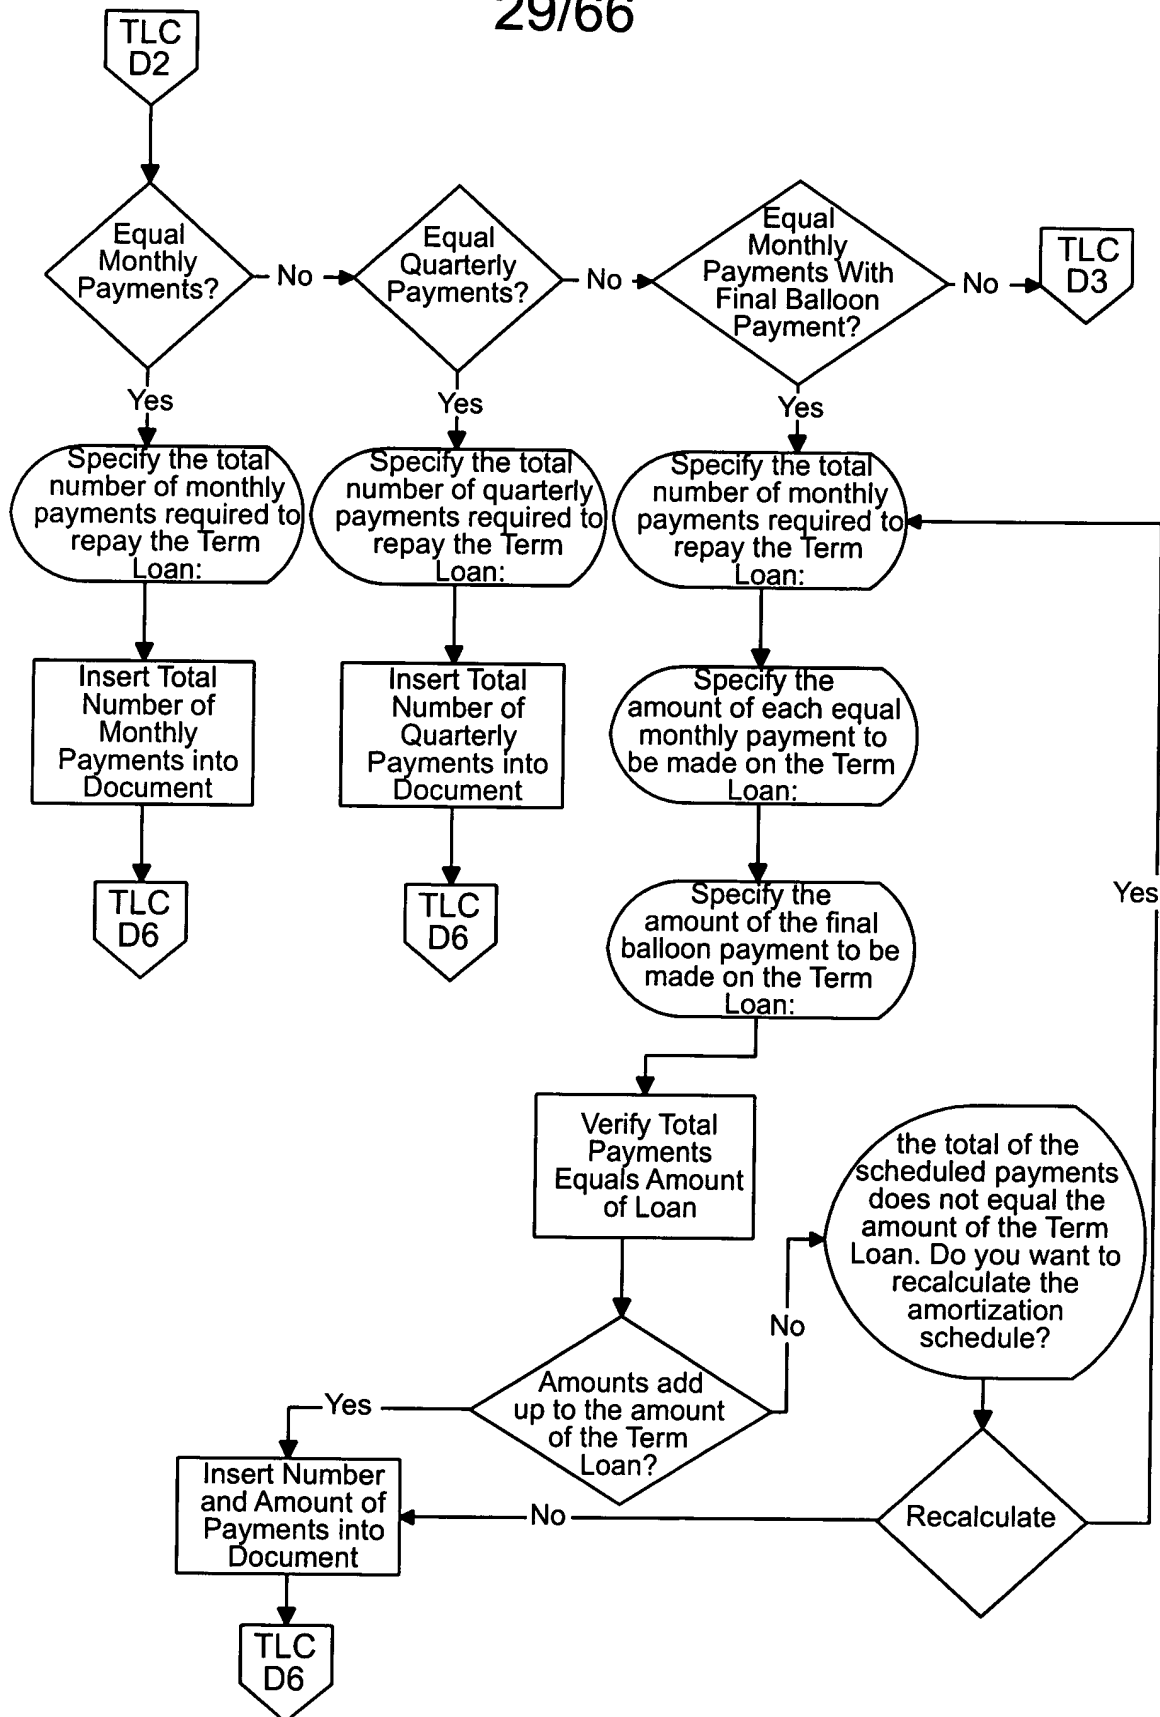 29/66
TLC
D2
Equal
Monthly
Payments?
No
Equal
Quarterly
Payments?
No
Equal
Monthly
Payments With
Final Balloon
Payment?
No
TLC
D3
Yes
Yes
Yes
Specify the total
number of monthly
payments required to
repay the Term
Loan:
Specify the total
number of quarterly
payments required to
repay the Term
Loan:
Specify the total
number of monthly
payments required to
repay the Term
Loan:
Insert Total
Number of
Monthly
Payments into
Document
Insert Total
Number of
Quarterly
Payments into
Document
Specify the
amount of each equal
monthly payment to
be made on the Term
Loan:
TLC
D6
TLC
D6
Specify the
amount of the final
balloon payment to be
made on the Term
Loan:
Yes
Verify Total
Payments
Equals Amount
of Loan
the total of the
scheduled payments
does not equal the
amount of the Term
Loan. Do you want to
recalculate the
amortization
schedule?
No
Amounts add
up to the amount
of the Term
Loan?
Yes
Insert Number
and Amount of
Payments into
Document
No
Recalculate
TLC
D6